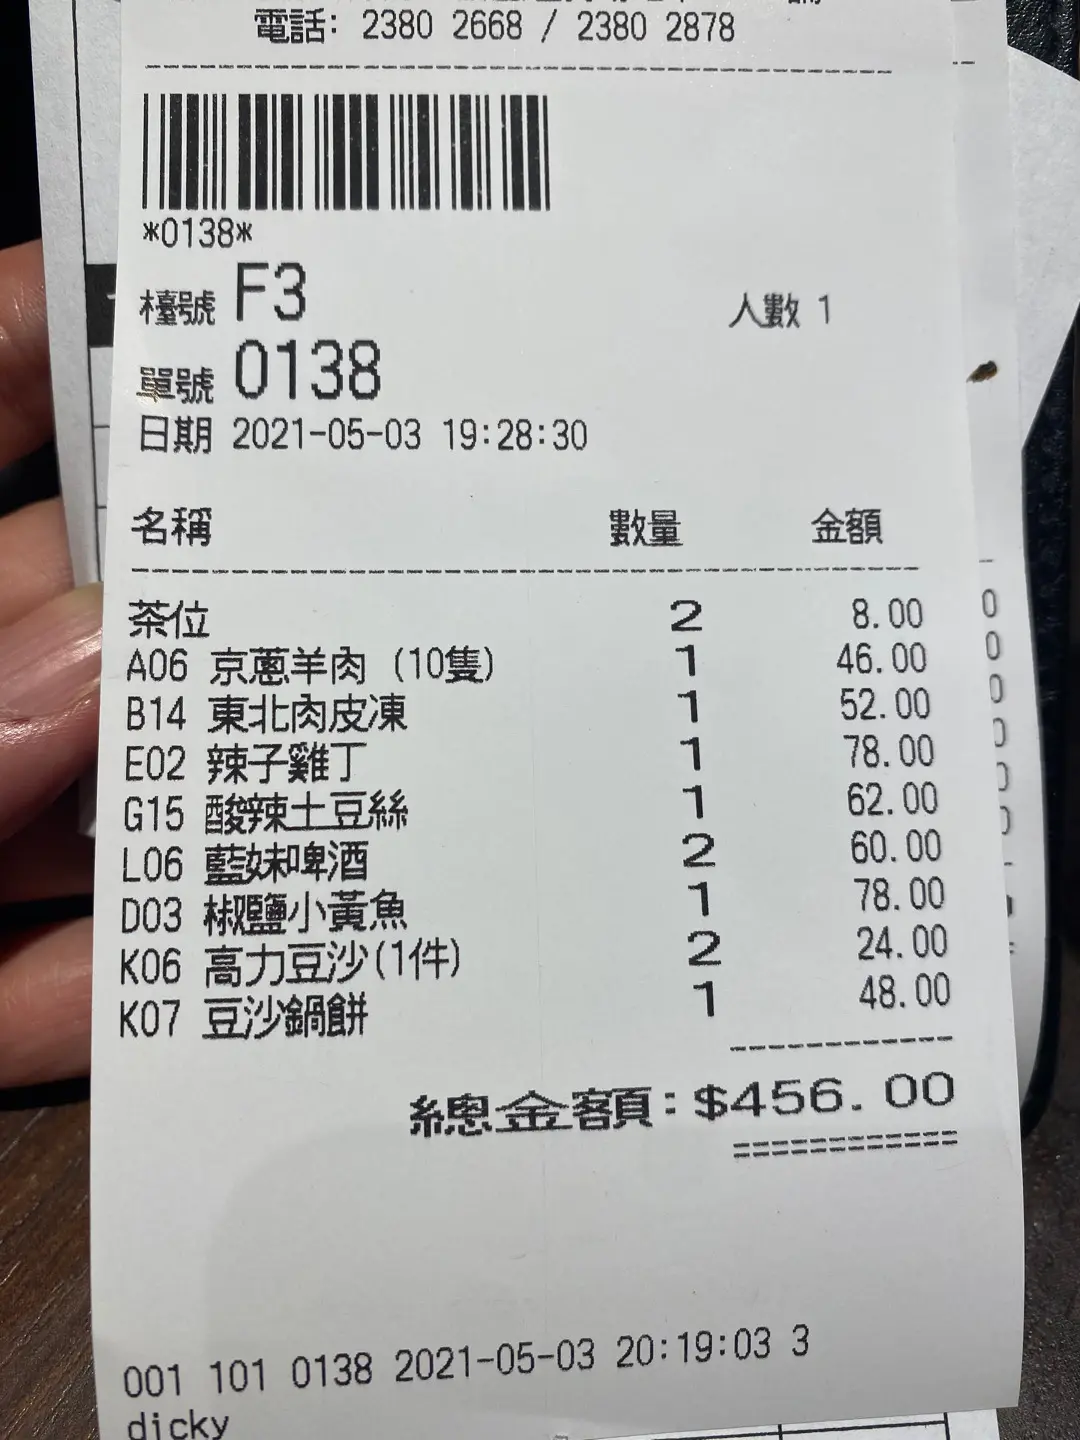 電話: 2380 2668 / 2380 2878
*0138*
檯號 F3 人數 1
單號 0138
日期 2021-05-03 19:28:30
名稱 數量 金額
茶位 2 8.00
A06 京蔥羊肉 (10隻) 1 46.00
B14 東北肉皮凍 1 52.00
E02 辣子雞丁 1 78.00
G15 酸辣土豆絲 1 62.00
L06 藍妹啤酒 2 60.00
D03 椒鹽小黃魚 1 78.00
K06 高力豆沙(1件) 2 24.00
K07 豆沙鍋餅 1 48.00
總金額:$456.00
001 101 0138 2021-05-03 20:19:03 3
dicky